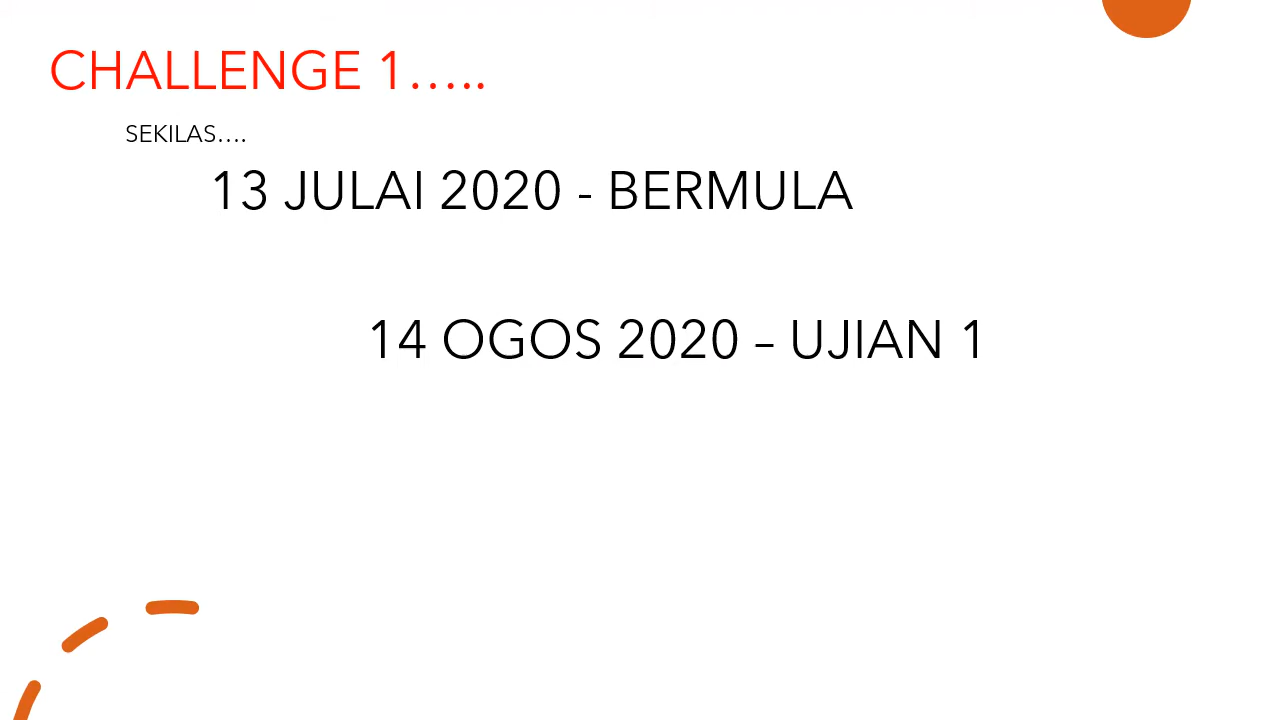 CHALLENGE 1.....
SEKILAS....
13 JULAI 2020 - BERMULA
14 OGOS 2020 – UJIAN 1